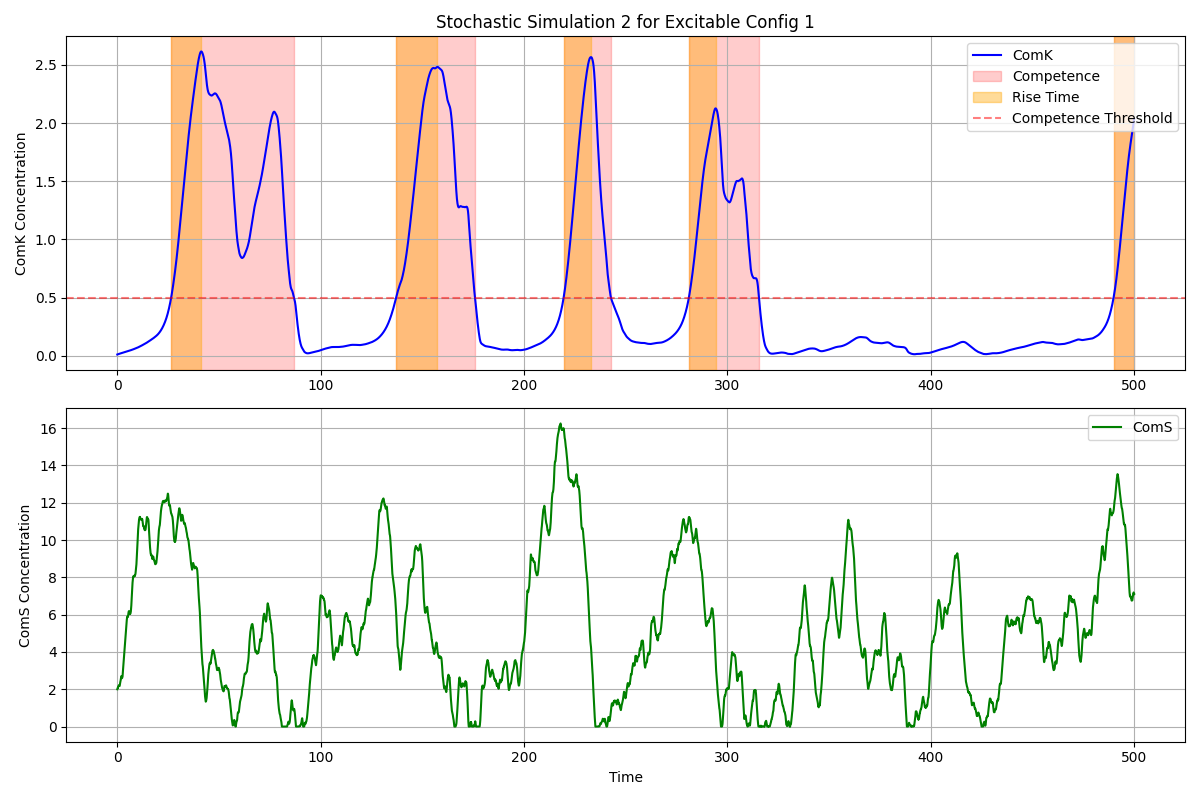 Stochastic Simulation 2 for Excitable Config 1
ComK Concentration
2.5
2.0
1.5
1.0
0.5
0.0
ComK
Competence
Rise Time
Competence Threshold
0 100 200 300 400 500
ComS Concentration
16
14
12
10
8
6
4
2
0
ComS
0 100 200 300 400 500
Time